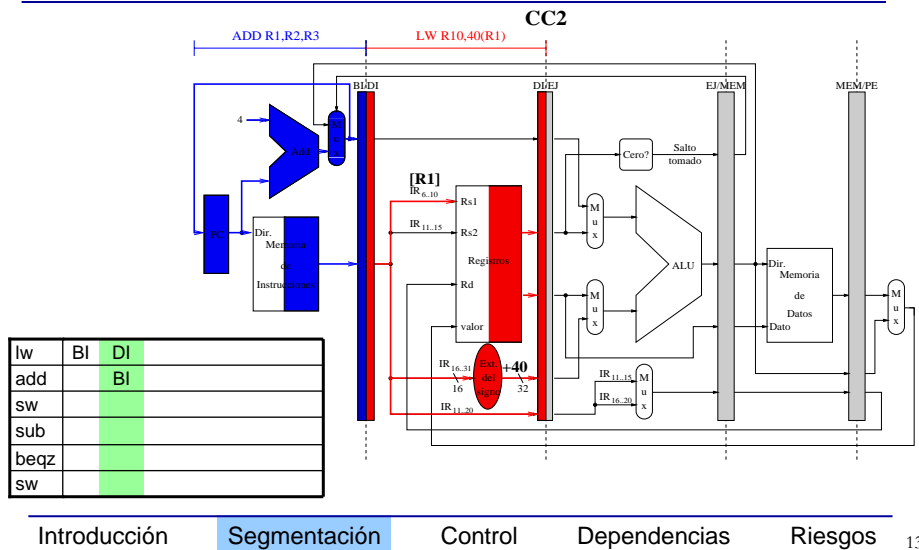 CC2
ADD R1,R2,R3
LW R10,40(R1)
BI/DI
DI/EJ
EJ/MEM
MEM/PE
4
Add
M
u
x
Cero?
Salto
tomado
[R1]
IR6..10
Rs1
IR11..15
Rs2
Registros
Rd
valor
PC
Dir.
Memoria
de
Instrucciones
M
u
x
M
u
x
ALU
Dir.
Memoria
de
Datos
Dato
M
u
x
IR16..31
16
Ext.
del
signo
+40
32
IR11..20
IR11..15
IR16..20
M
u
x
lw BI DI
add BI
sw
sub
beqz
sw
Introducción Segmentación Control Dependencias Riesgos